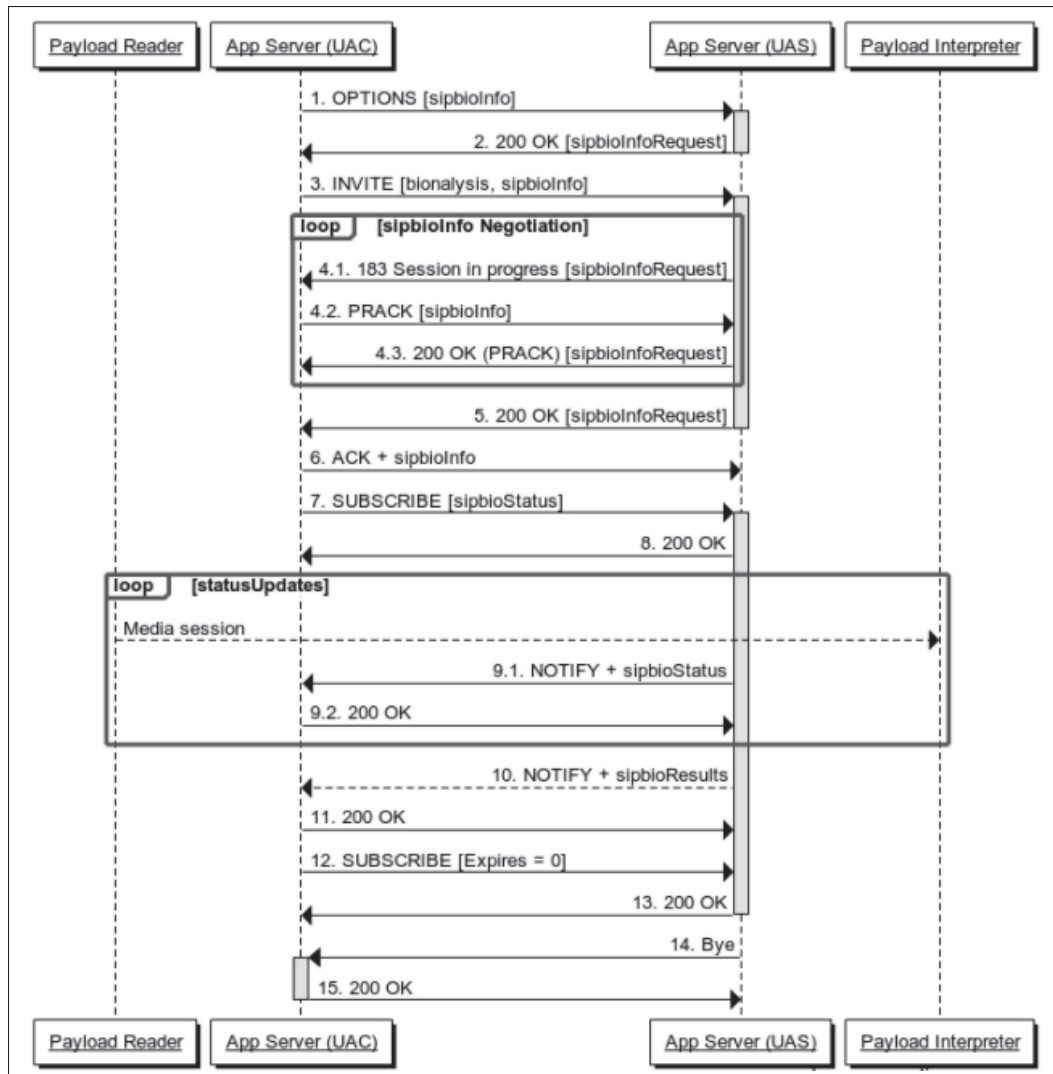 Payload Reader
App Server (UAC)
App Server (UAS)
Payload Interpreter
1. OPTIONS [sipbioInfo]
2. 200 OK [sipbioInfoRequest]
3. INVITE [bionalysis, sipbioInfo]
loop [sipbioInfo Negotiation]
4.1. 183 Session in progress [sipbioInfoRequest]
4.2. PRACK [sipbioInfo]
4.3. 200 OK (PRACK) [sipbioInfoRequest]
5. 200 OK [sipbioInfoRequest]
6. ACK + sipbioInfo
7. SUBSCRIBE [sipbioStatus]
8. 200 OK
loop [statusUpdates]
Media session
9.1. NOTIFY + sipbioStatus
9.2. 200 OK
10. NOTIFY + sipbioResults
11. 200 OK
12. SUBSCRIBE [Expires = 0]
13. 200 OK
14. Bye
15. 200 OK
Payload Reader
App Server (UAC)
App Server (UAS)
Payload Interpreter